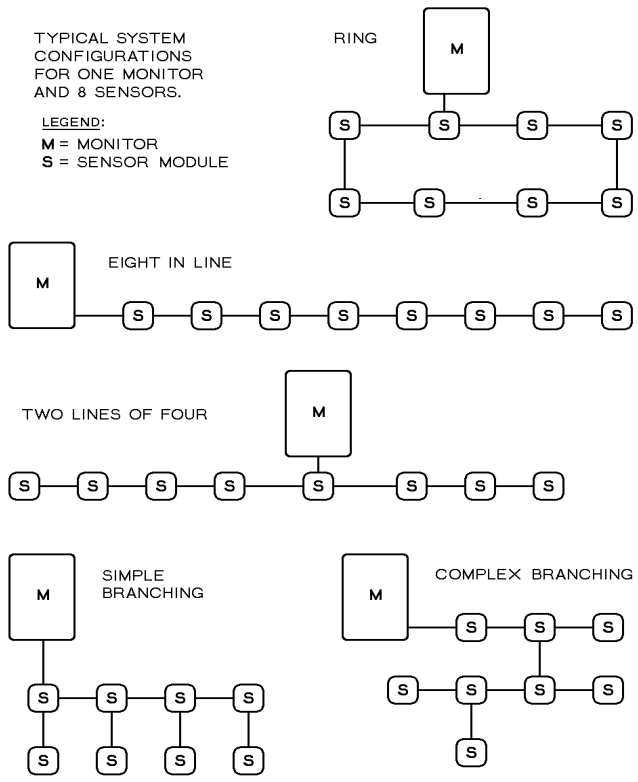 TYPICAL SYSTEM
CONFIGURATIONS
FOR ONE MONITOR
AND 8 SENSORS.
LEGEND:
M = MONITOR
S = SENSOR MODULE
RING
M
S S S S
S S S S
EIGHT IN LINE
M
S S S S S S S S
TWO LINES OF FOUR
M
S S S S S S S S
SIMPLE
BRANCHING
M
S S S S
S S S S
COMPLEX BRANCHING
M
S S S
S S S S
S